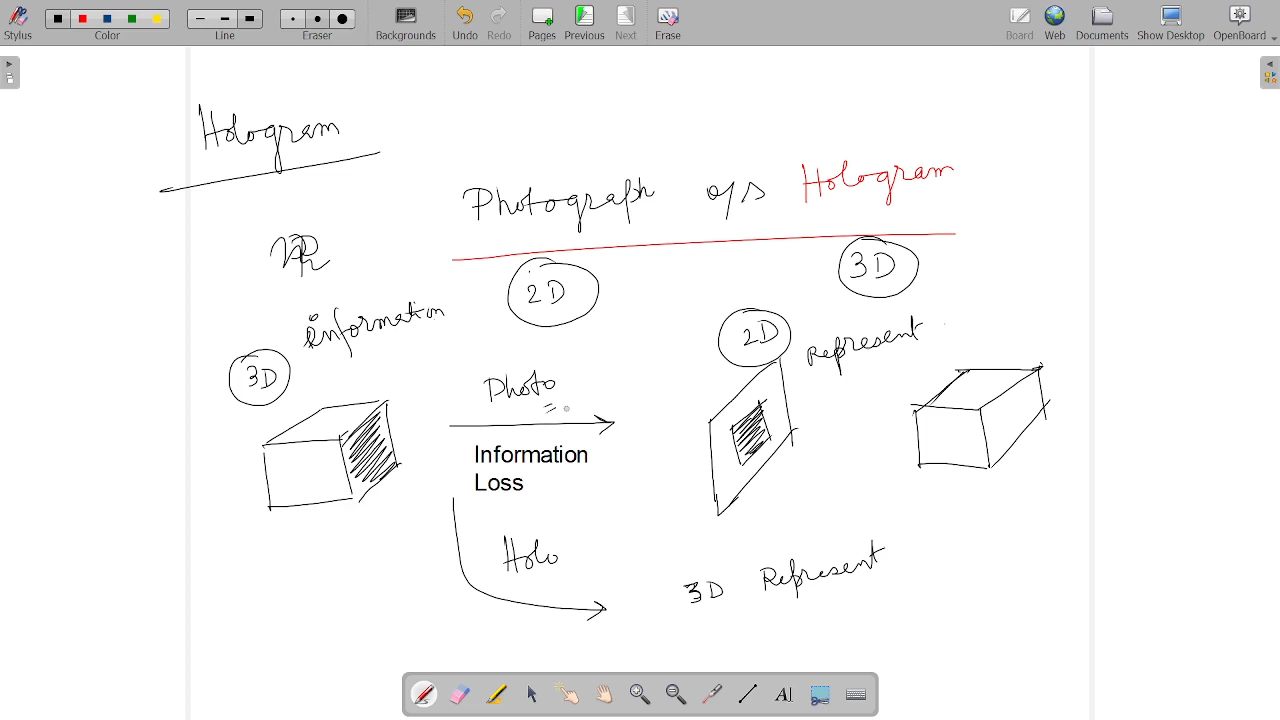 Stylus
Color
Line
Eraser
Backgrounds
Undo
Redo
Pages
Previous
Next
Erase
Board
Web
Documents
Show Desktop
OpenBoard
Hologram
Photograph v/s Hologram
2D
3D
information
3D
2D
Represent
Photo
Information
Loss
Holo
3D Represent